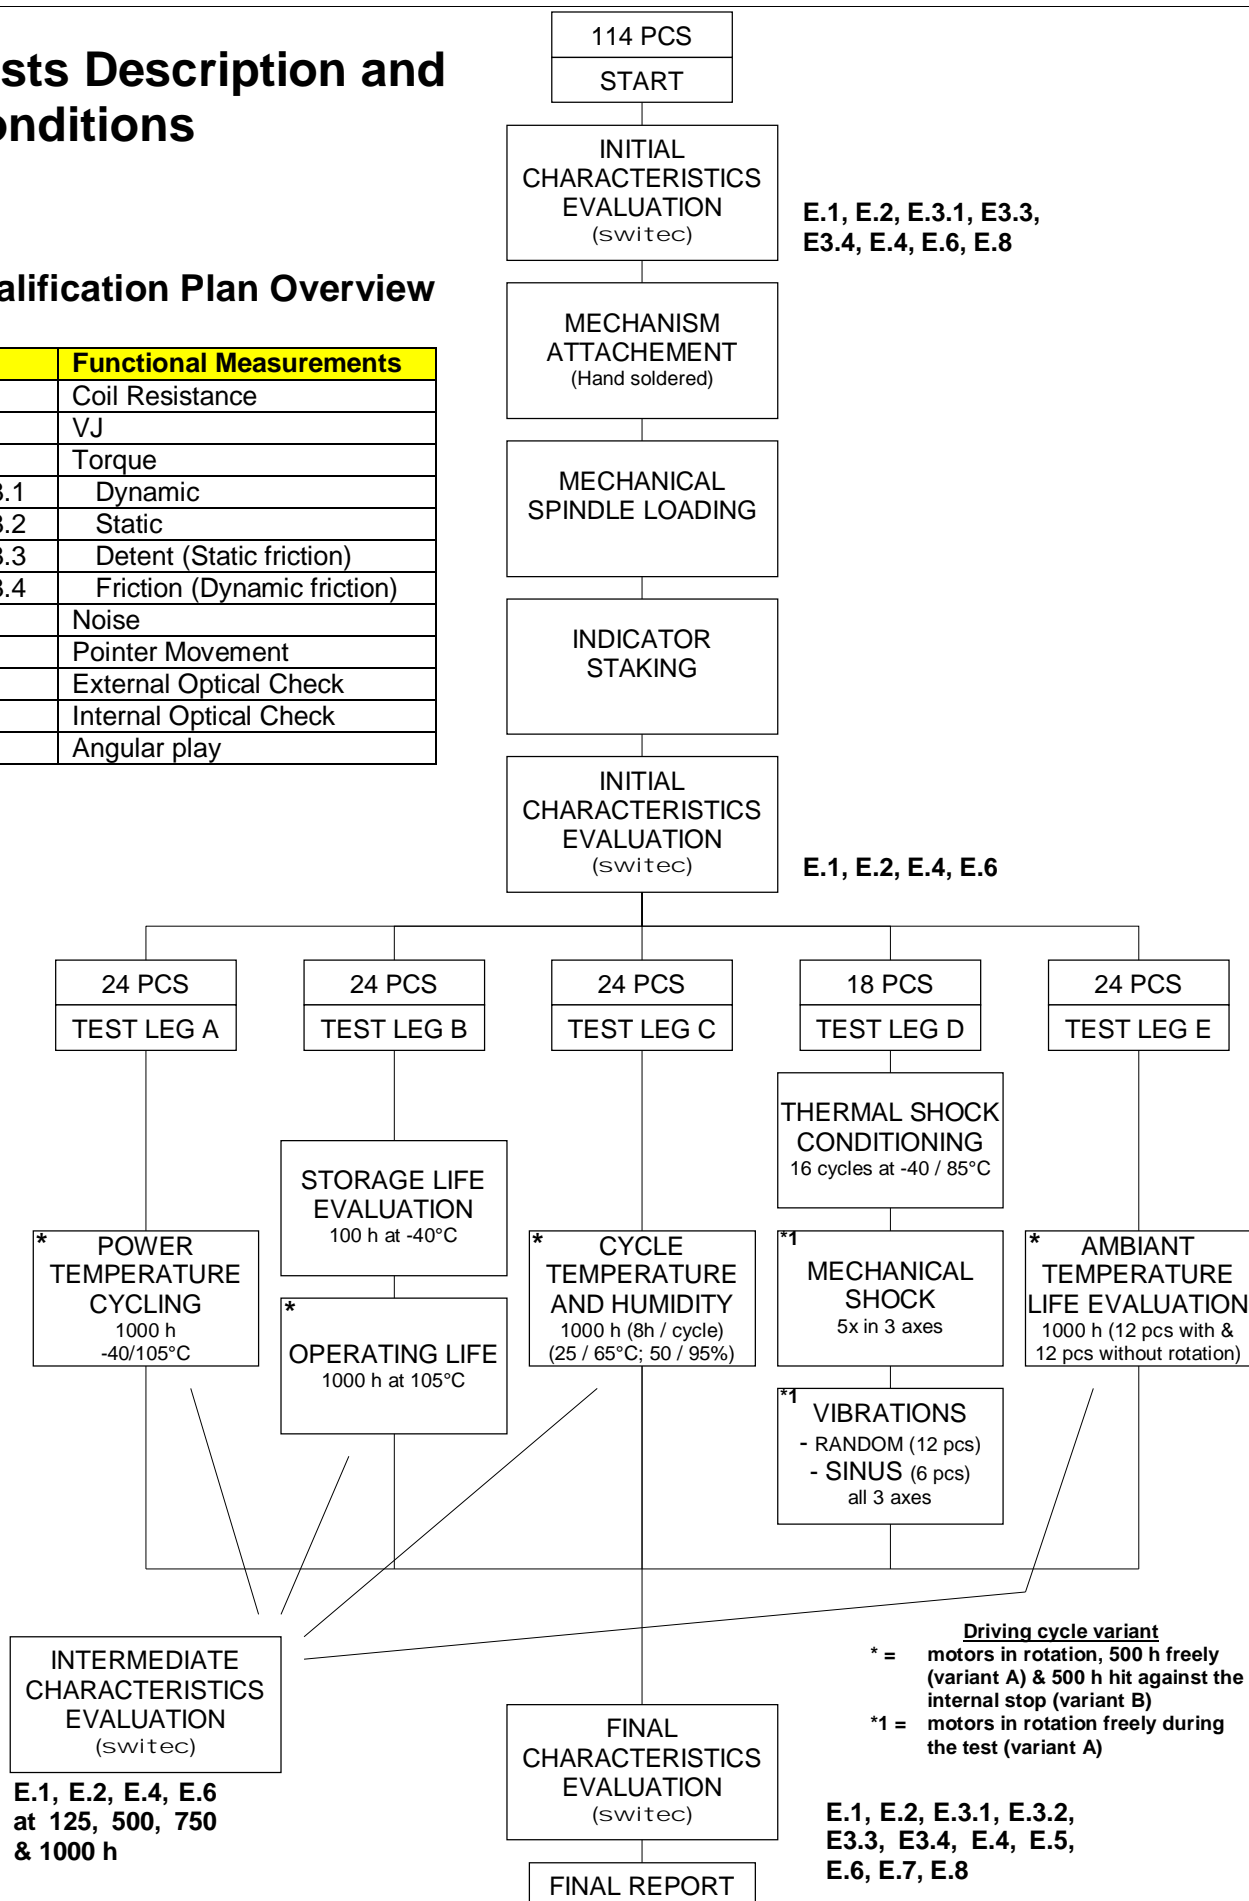 114 PCS
START
sts Description and
onditions
INITIAL
CHARACTERISTICS
EVALUATION
(switec)
E.1, E.2, E.3.1, E3.3,
E3.4, E.4, E.6, E.8
alification Plan Overview
Functional Measurements
Coil Resistance
VJ
Torque
3.1 Dynamic
3.2 Static
3.3 Detent (Static friction)
3.4 Friction (Dynamic friction)
Noise
Pointer Movement
External Optical Check
Internal Optical Check
Angular play
MECHANISM
ATTACHEMENT
(Hand soldered)
MECHANICAL
SPINDLE LOADING
INDICATOR
STAKING
INITIAL
CHARACTERISTICS
EVALUATION
(switec)
E.1, E.2, E.4, E.6
24 PCS
TEST LEG A
24 PCS
TEST LEG B
24 PCS
TEST LEG C
18 PCS
TEST LEG D
24 PCS
TEST LEG E
* POWER
TEMPERATURE
CYCLING
1000 h
-40/105°C
STORAGE LIFE
EVALUATION
100 h at -40°C
*
OPERATING LIFE
1000 h at 105°C
* CYCLE
TEMPERATURE
AND HUMIDITY
1000 h (8h / cycle)
(25 / 65°C; 50 / 95%)
THERMAL SHOCK
CONDITIONING
16 cycles at -40 / 85°C
*1
MECHANICAL
SHOCK
5x in 3 axes
*1
VIBRATIONS
- RANDOM (12 pcs)
- SINUS (6 pcs)
all 3 axes
* AMBIANT
TEMPERATURE
LIFE EVALUATION
1000 h (12 pcs with &
12 pcs without rotation)
INTERMEDIATE
CHARACTERISTICS
EVALUATION
(switec)
E.1, E.2, E.4, E.6
at 125, 500, 750
& 1000 h
FINAL
CHARACTERISTICS
EVALUATION
(switec)
FINAL REPORT
Driving cycle variant
* = motors in rotation, 500 h freely
(variant A) & 500 h hit against the
internal stop (variant B)
*1 = motors in rotation freely during
the test (variant A)
E.1, E.2, E.3.1, E.3.2,
E3.3, E3.4, E.4, E.5,
E.6, E.7, E.8